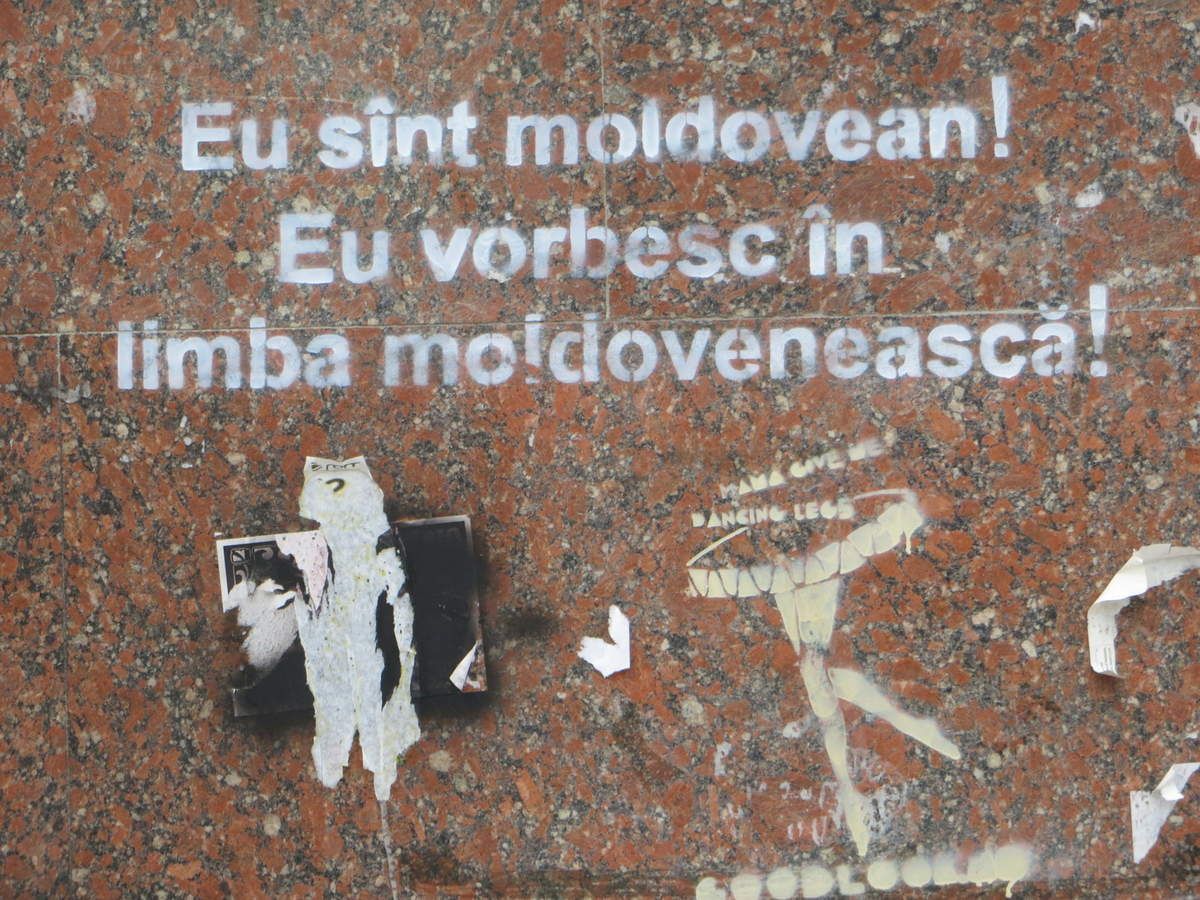 Eu sînt moldovean!
Eu vorbesc în
limba moldovenească!
MAMA GIVE ME
DANCING LEGS